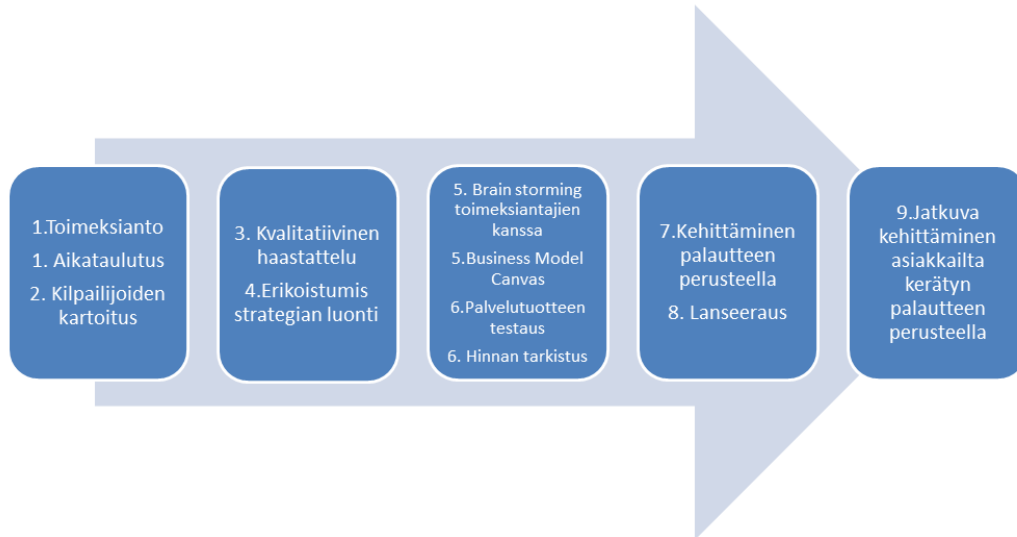 1.Toimeksianto
1. Aikataulutus
2. Kilpailijoiden
kartoitus
3. Kvalitatiivinen
haastattelu
4.Erikoistumis
strategian luonti
5. Brain storming
toimeksiantajien
kanssa
5.Business Model
Canvas
6.Palvelutuotteen
testaus
6. Hinnan tarkistus
7.Kehittäminen
palautteen
perusteella
8. Lanseeraus
9.Jatkuva
kehittäminen
asiakkailta
kerätyn
palautteen
perusteella